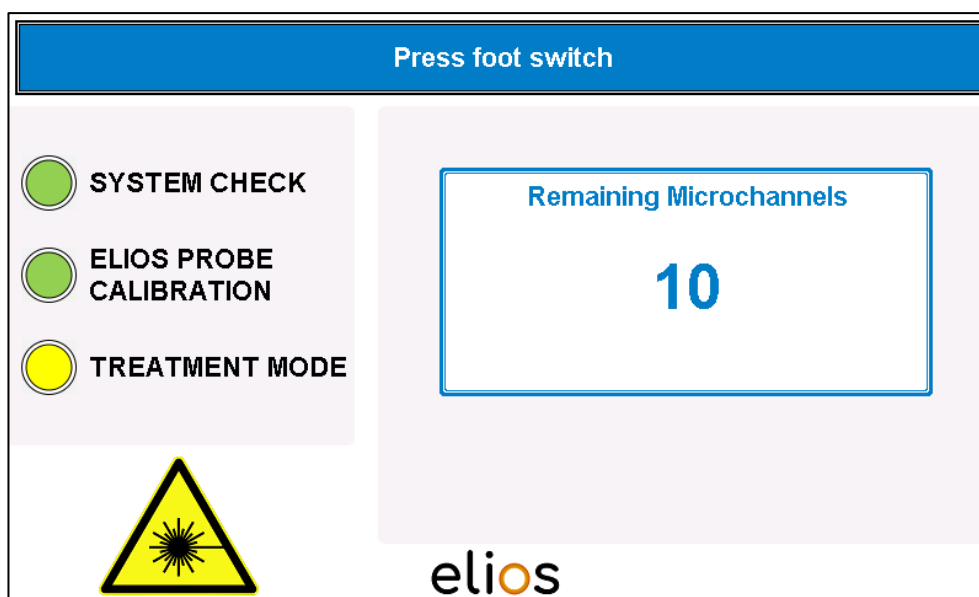 Press foot switch
SYSTEM CHECK
ELIOS PROBE
CALIBRATION
TREATMENT MODE
Remaining Microchannels
10
elios